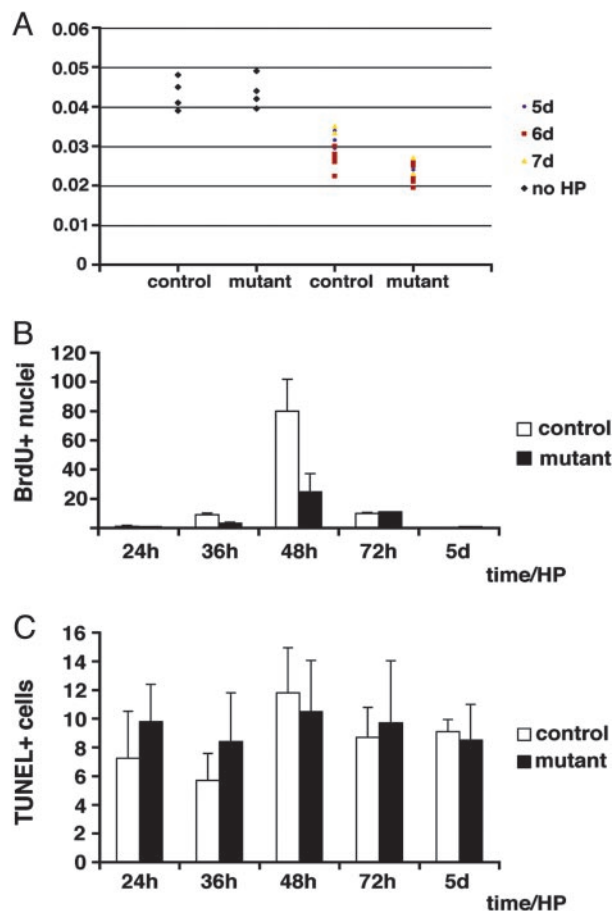 A
0.06
0.05
0.04
0.03
0.02
0.01
0
control mutant control mutant
5d
6d
7d
no HP
B
BrdU+ nuclei
120
100
80
60
40
20
control
mutant
24h 36h 48h 72h 5d
time/HP
C
TUNEL+ cells
16
14
12
10
8
6
4
2
0
control
mutant
24h 36h 48h 72h 5d
time/HP